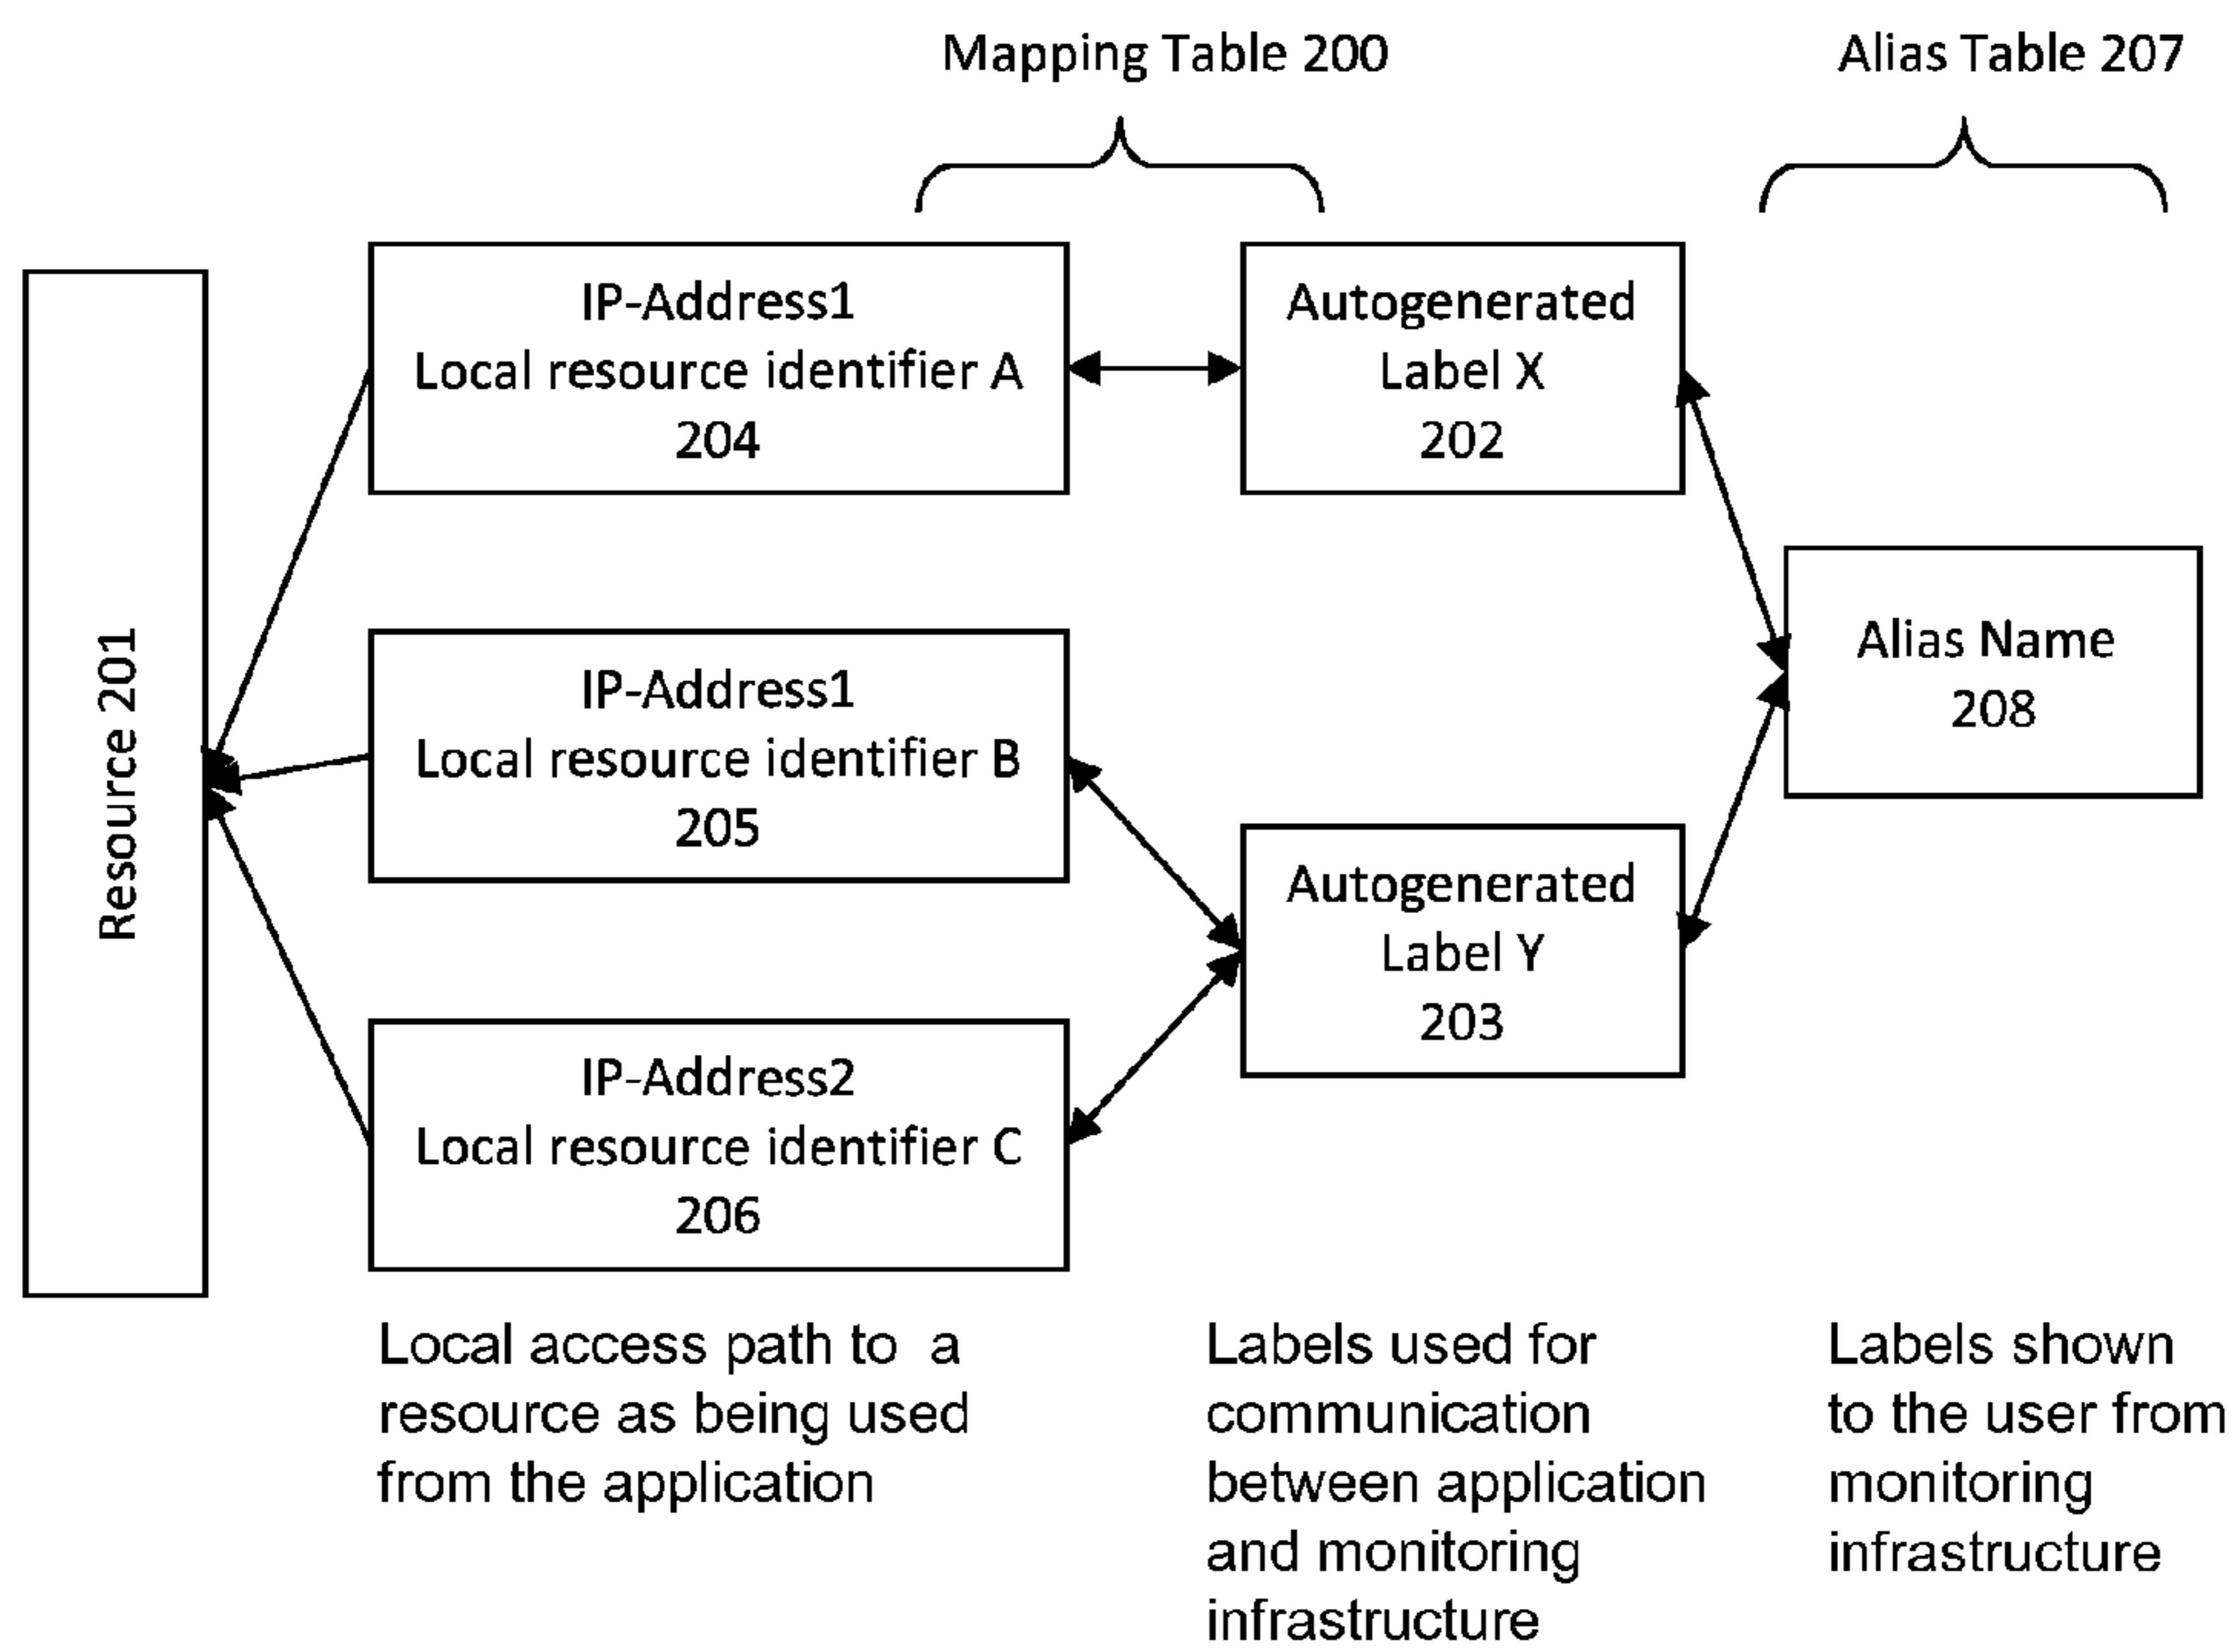 Mapping Table 200
Alias Table 207
Resource 201
IP-Address1
Local resource identifier A
204
Autogenerated
Label X
202
IP-Address1
Local resource identifier B
205
Alias Name
208
Autogenerated
Label Y
203
IP-Address2
Local resource identifier C
206
Local access path to a
resource as being used
from the application
Labels used for
communication
between application
and monitoring
infrastructure
Labels shown
to the user from
monitoring
infrastructure